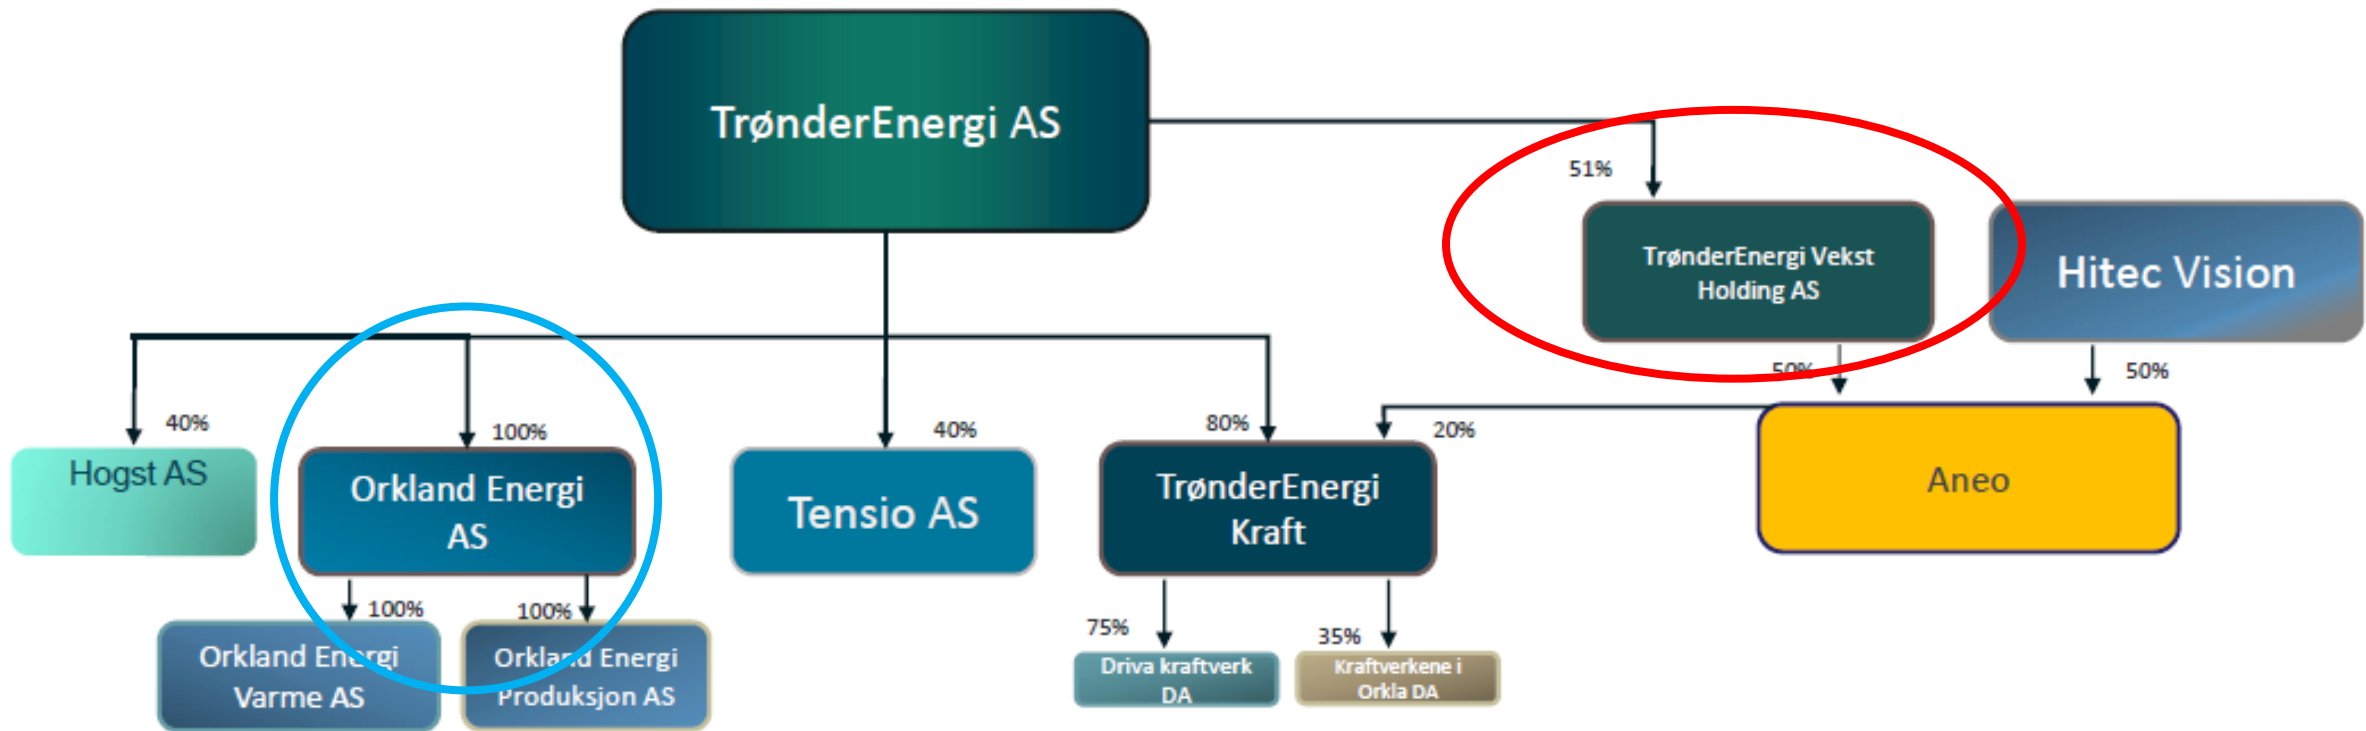 TrønderEnergi AS
51%
TrønderEnergi Vekst
Holding AS
Hitec Vision
50%
50%
40%
100%
40%
80%
20%
Hogst AS
Orkland Energi
AS
Tensio AS
TrønderEnergi
Kraft
Aneo
100%
100%
75%
35%
Orkland Energi
Varme AS
Orkland Energi
Produksjon AS
Driva kraftverk
DA
Kraftverkene i
Orkla DA